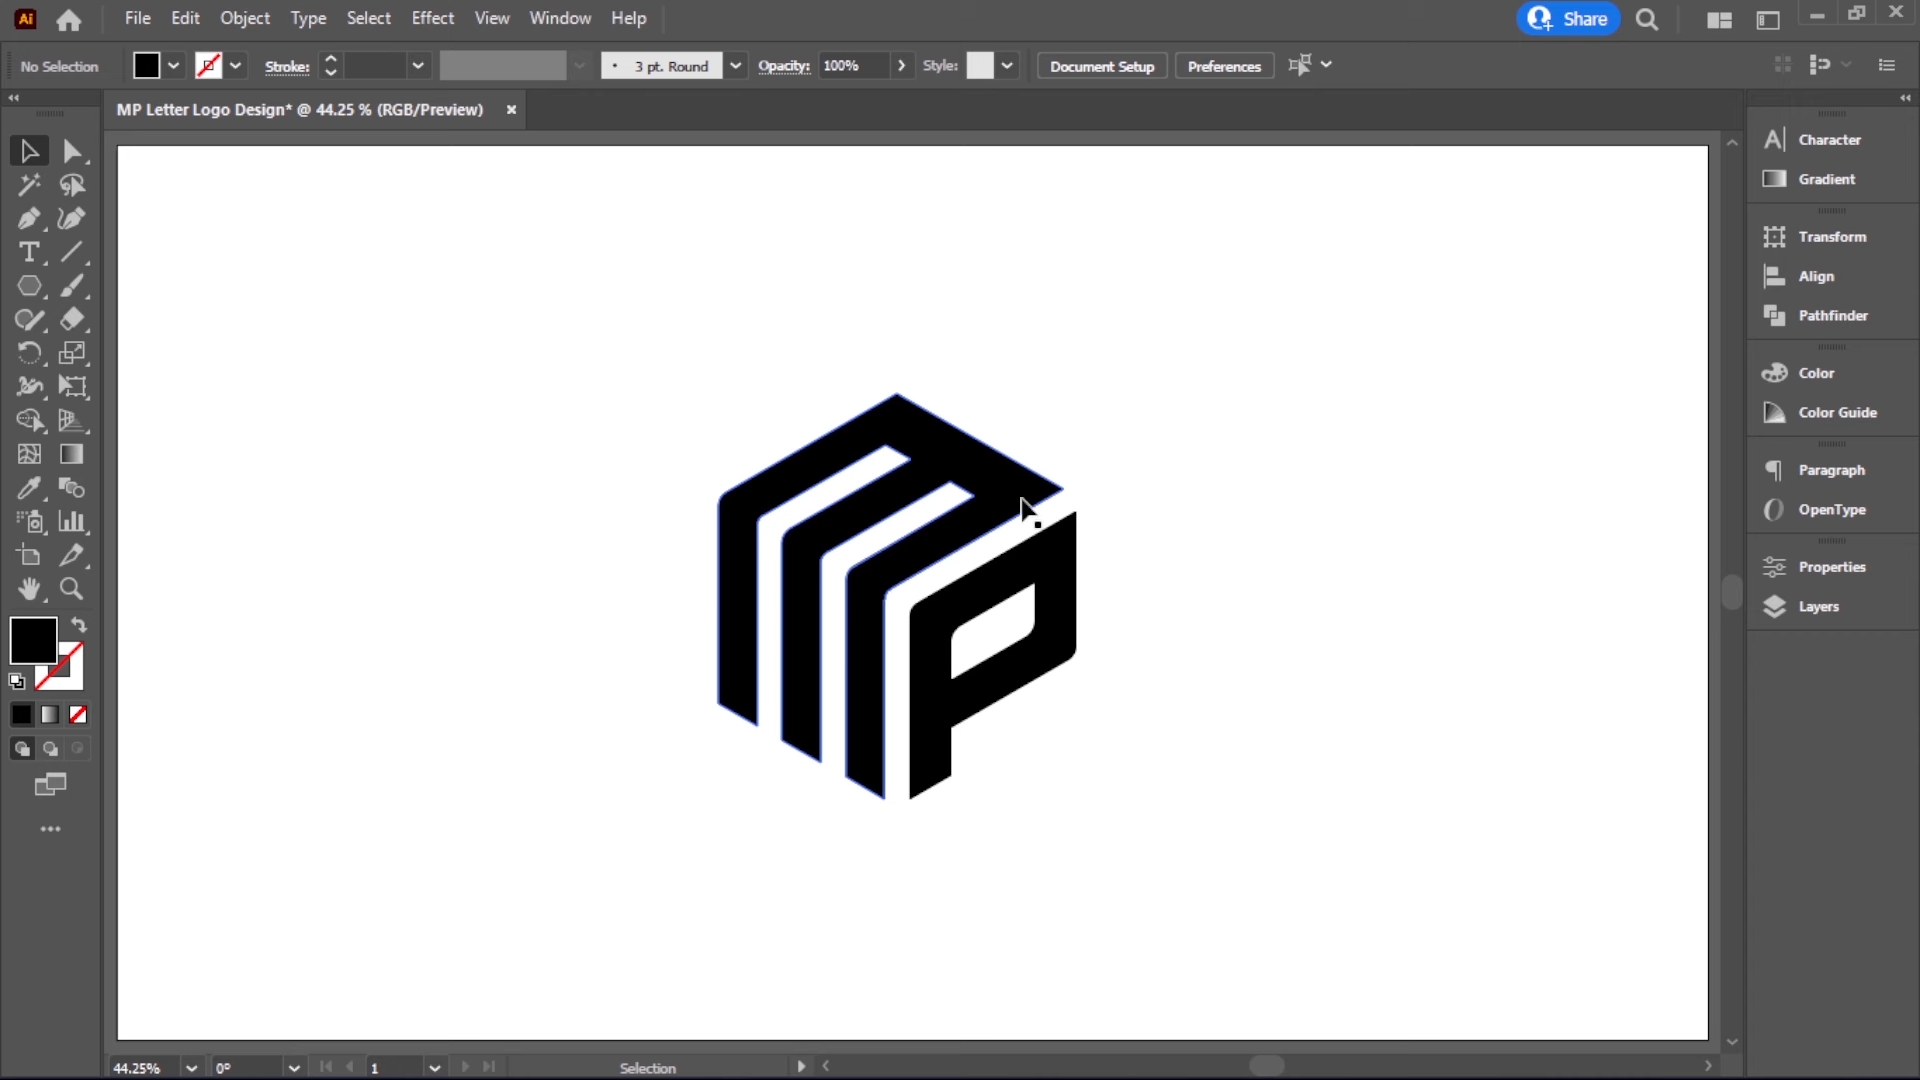 Ai File Edit Object Type Select Effect View Window Help Share
No Selection Stroke: 3 pt. Round Opacity: 100% Style: Document Setup Preferences
MP Letter Logo Design* @ 44.25 % (RGB/Preview) ×
Character
Gradient
Transform
Align
Pathfinder
Color
Color Guide
Paragraph
OpenType
Properties
Layers
MP
44.25% 0° 1 Selection